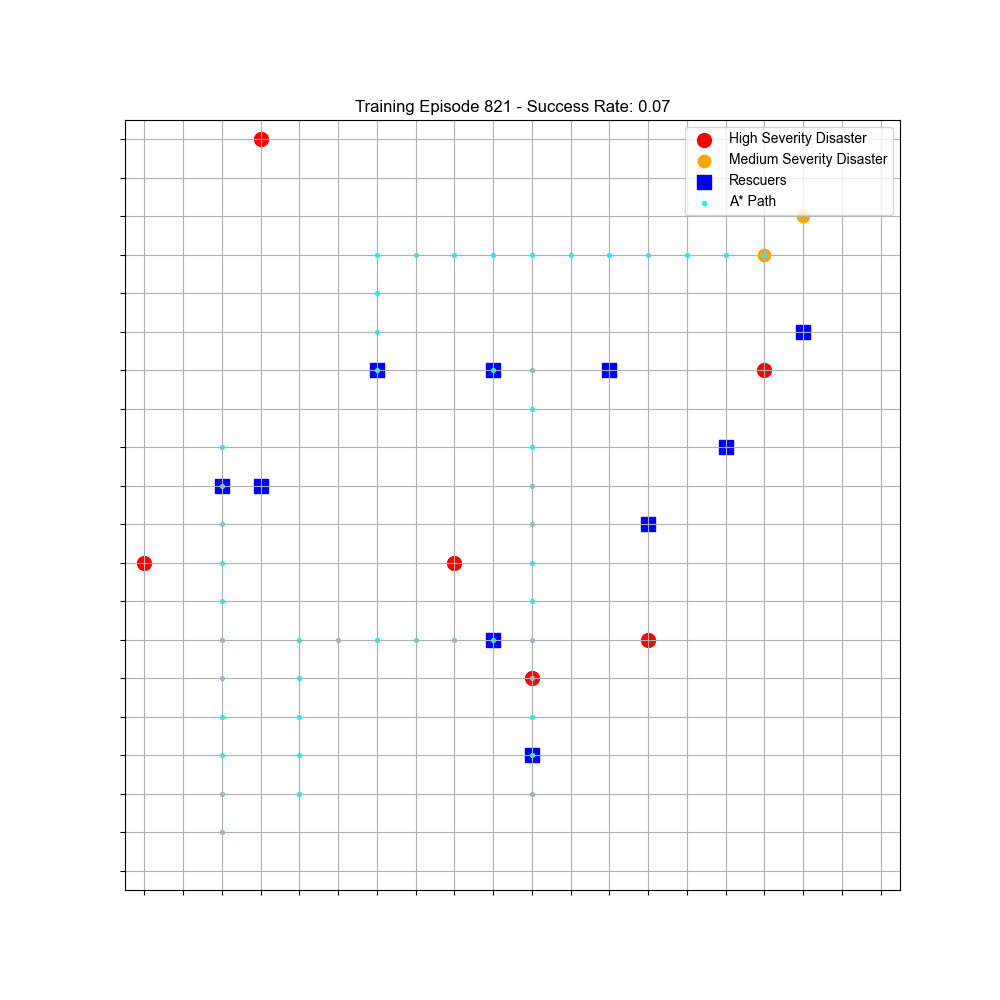 Training Episode 821 - Success Rate: 0.07
High Severity Disaster
Medium Severity Disaster
Rescuers
A* Path